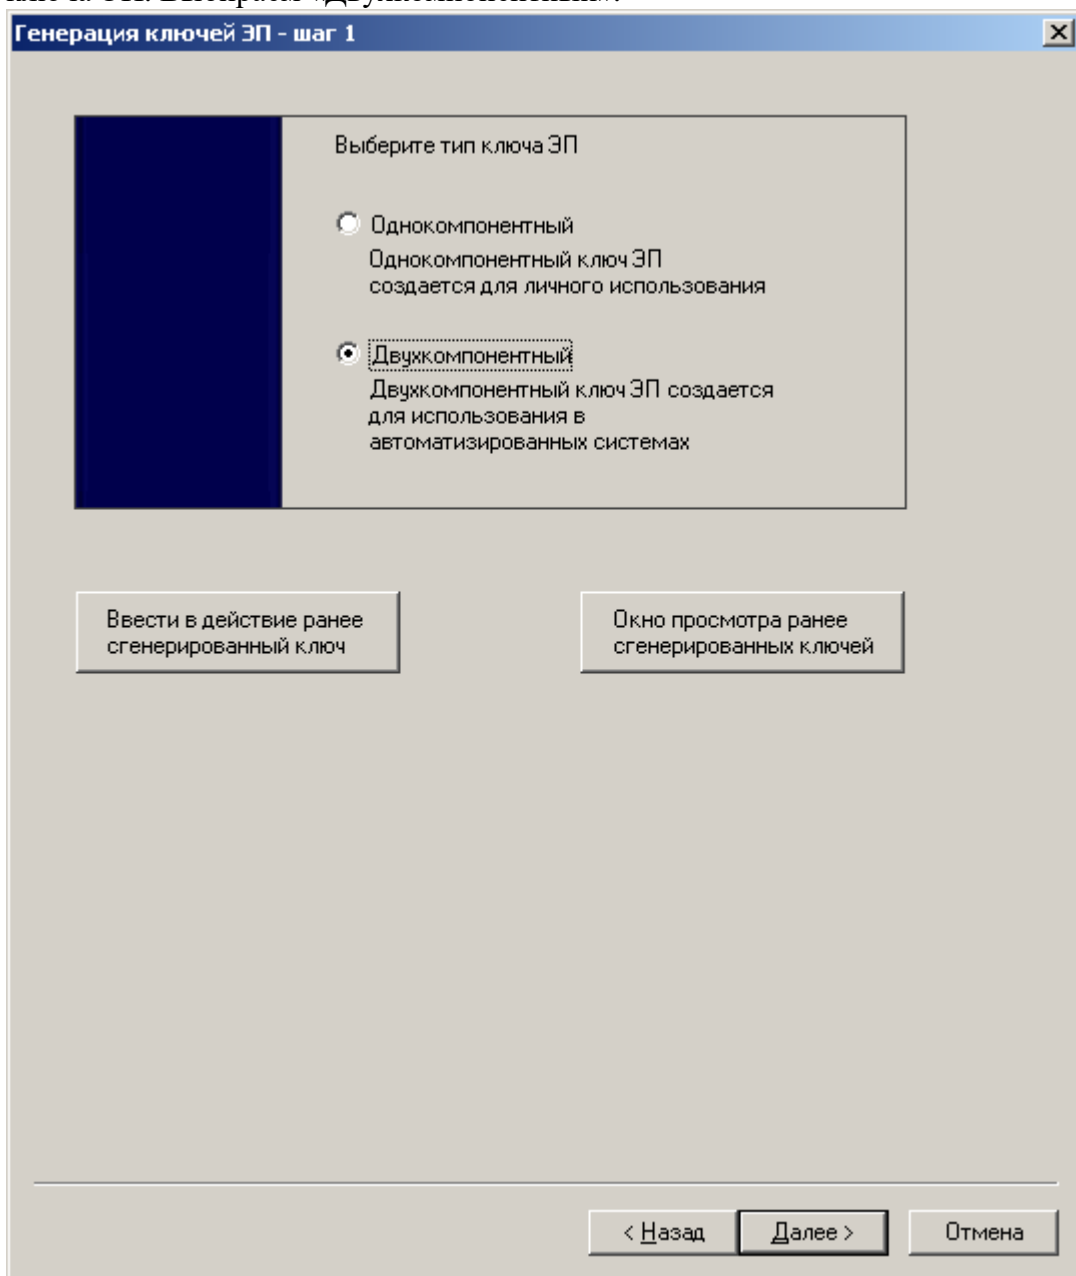 Генерация ключей ЭП - шаг 1
Выберите тип ключа ЭП
Однокомпонентный
Однокомпонентный ключ ЭП
создается для личного использования
Двухкомпонентный
Двухкомпонентный ключ ЭП создается
для использования в
автоматизированных системах
Ввести в действие ранее
сгенерированный ключ
Окно просмотра ранее
сгенерированных ключей
< Назад
Далее >
Отмена